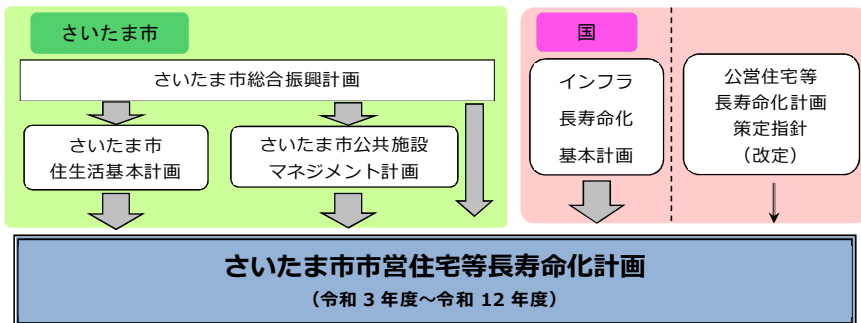 さいたま市
さいたま市総合振興計画
さいたま市
住生活基本計画
さいたま市公共施設
マネジメント計画
国
インフラ
長寿命化
基本計画
公営住宅等
長寿命化計画
策定指針
（改定）
さいたま市市営住宅等長寿命化計画
（令和 3 年度～令和 12 年度）